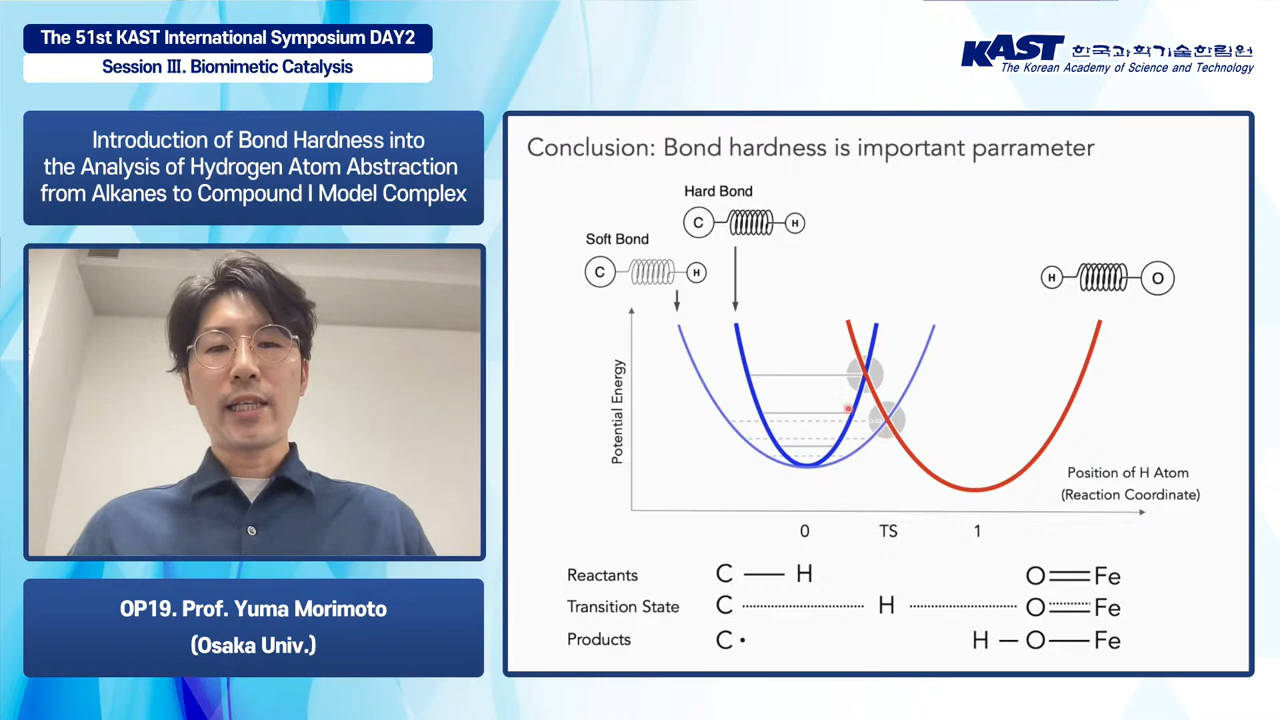 The 51st KAST International Symposium DAY2
Session Ⅲ. Biomimetic Catalysis
KAST 한국과학기술한림원
The Korean Academy of Science and Technology
Introduction of Bond Hardness into
the Analysis of Hydrogen Atom Abstraction
from Alkanes to Compound I Model Complex
OP19. Prof. Yuma Morimoto
(Osaka Univ.)
Conclusion: Bond hardness is important parrameter
Hard Bond
C H
Soft Bond
C H
H O
Potential Energy
Position of H Atom
(Reaction Coordinate)
0 TS 1
Reactants C — H O═Fe
Transition State C ········ H ········ O═Fe
Products C• H — O — Fe